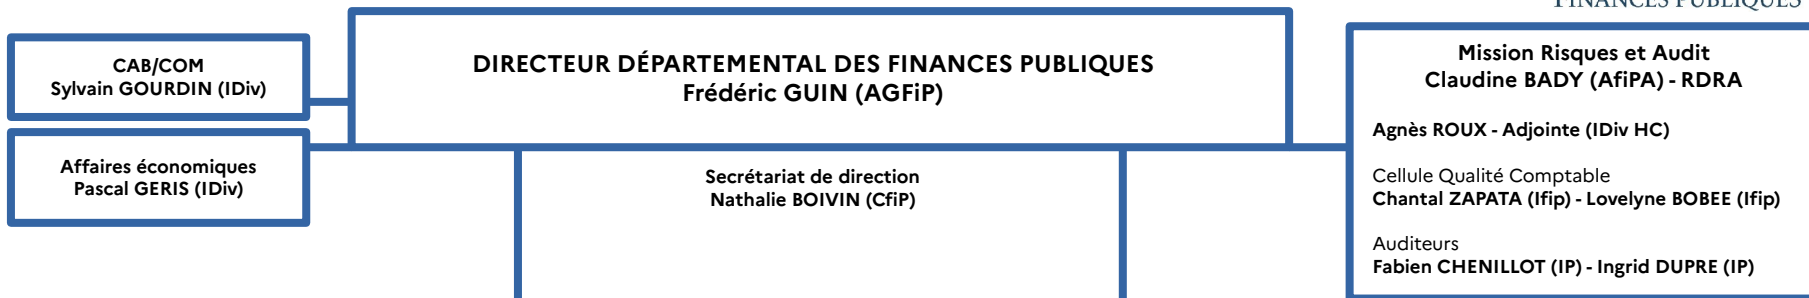 FINANCES PUBLIQUES
CAB/COM
Sylvain GOURDIN (IDiv)
Affaires économiques
Pascal GERIS (IDiv)
DIRECTEUR DÉPARTEMENTAL DES FINANCES PUBLIQUES
Frédéric GUIN (AGFiP)
Secrétariat de direction
Nathalie BOIVIN (CfiP)
Mission Risques et Audit
Claudine BADY (AfiPA) - RDRA
Agnès ROUX - Adjointe (IDiv HC)
Cellule Qualité Comptable
Chantal ZAPATA (Ifip) - Lovelyne BOBEE (Ifip)
Auditeurs
Fabien CHENILLOT (IP) - Ingrid DUPRE (IP)